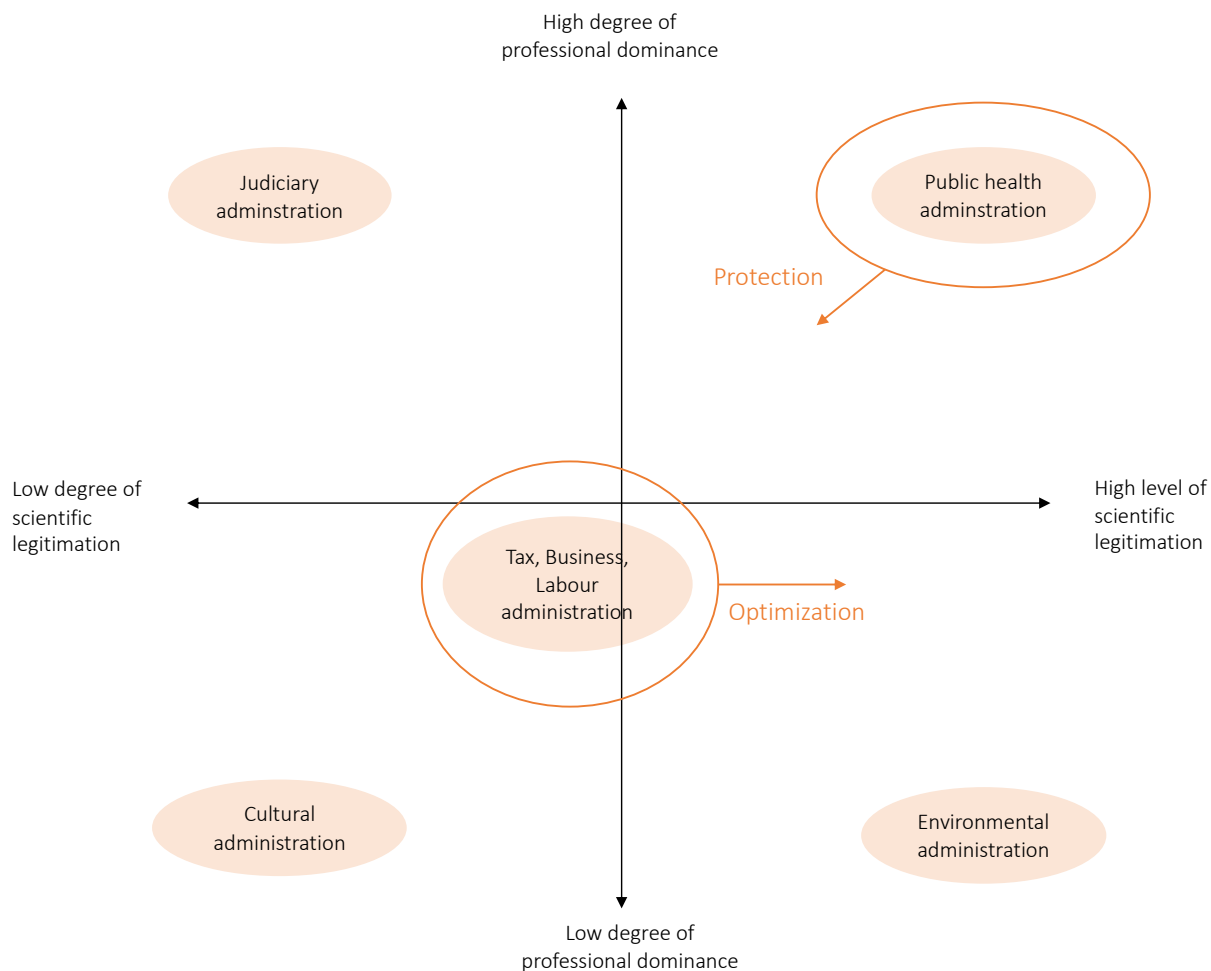 High degree of
professional dominance
Judiciary
adminstration
Public health
adminstration
Protection
Low degree of
scientific
legitimation
High level of
scientific
legitimation
Tax, Business,
Labour
administration
Optimization
Cultural
administration
Environmental
administration
Low degree of
professional dominance